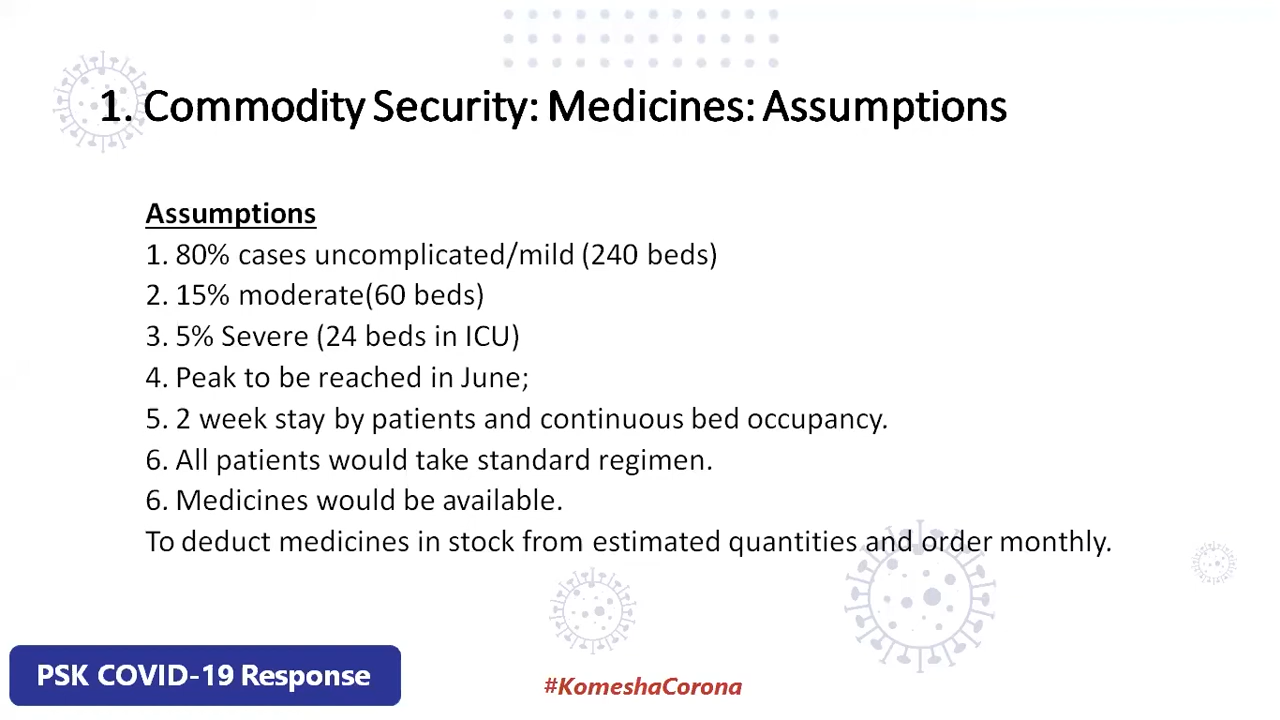 1. Commodity Security: Medicines: Assumptions
Assumptions
1. 80% cases uncomplicated/mild (240 beds)
2. 15% moderate(60 beds)
3. 5% Severe (24 beds in ICU)
4. Peak to be reached in June;
5. 2 week stay by patients and continuous bed occupancy.
6. All patients would take standard regimen.
6. Medicines would be available.
To deduct medicines in stock from estimated quantities and order monthly.
PSK COVID-19 Response
#KomeshaCorona